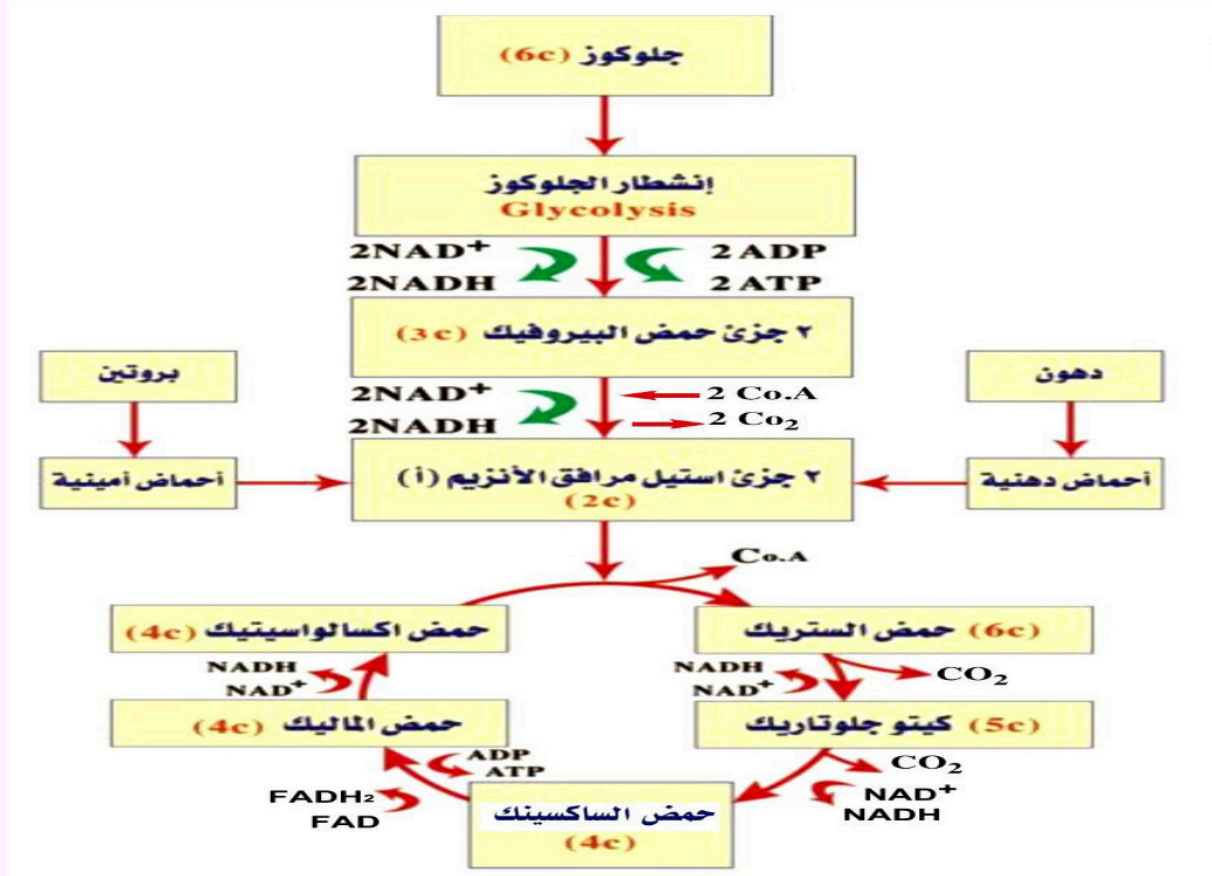 جلوكوز (6c)
إنشطار الجلوكوز
Glycolysis
2NAD⁺
2NADH
2 ADP
2 ATP
٢ جزئ حمض البيروفيك (3c)
بروتين
دهون
2NAD⁺
2NADH
2 Co.A
2 Co₂
أحماض أمينية
٢ جزئ استيل مرافق الأنزيم (أ)
(2c)
أحماض دهنية
Co.A
حمض اكسالواسيتيك (4c)
(6c) حمض الستريك
NADH
NAD⁺
NADH
NAD⁺
CO₂
حمض الماليك (4c)
(5c) كيتو جلوتاريك
ADP
ATP
CO₂
FADH₂
FAD
حمض الساكسينك
(4c)
NAD⁺
NADH